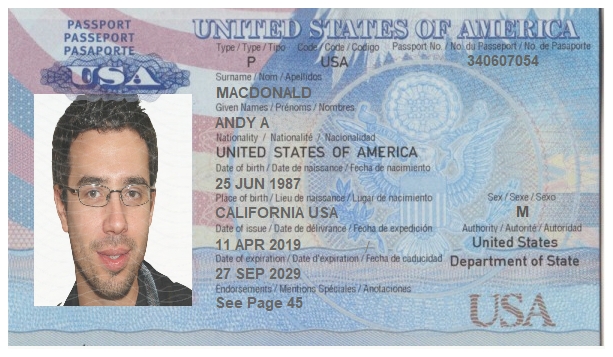 PASSPORT
PASSEPORT
PASAPORTE
USA
UNITED STATES OF AMERICA
Type / Type / Tipo Code / Code / Codigo Passport No. / No. du Passeport / No. de Pasaporte
P USA 340607054
Surname / Nom / Apellidos
MACDONALD
Given Names / Prénoms / Nombres
ANDY A
Nationality / Nationalité / Nacionalidad
UNITED STATES OF AMERICA
Date of birth / Date de naissance / Fecha de nacimiento
25 JUN 1987
Place of birth / Lieu de naissance / Lugar de nacimiento Sex / Sexe / Sexo
CALIFORNIA USA M
Date of issue / Date de délivrance / Fecha de expedición Authority / Autorité / Autoridad
11 APR 2019 United States
Date of expiration / Date d'expiration / Fecha de caducidad Department of State
27 SEP 2029
Endorsements / Mentions Spéciales / Anotaciones
See Page 45
USA